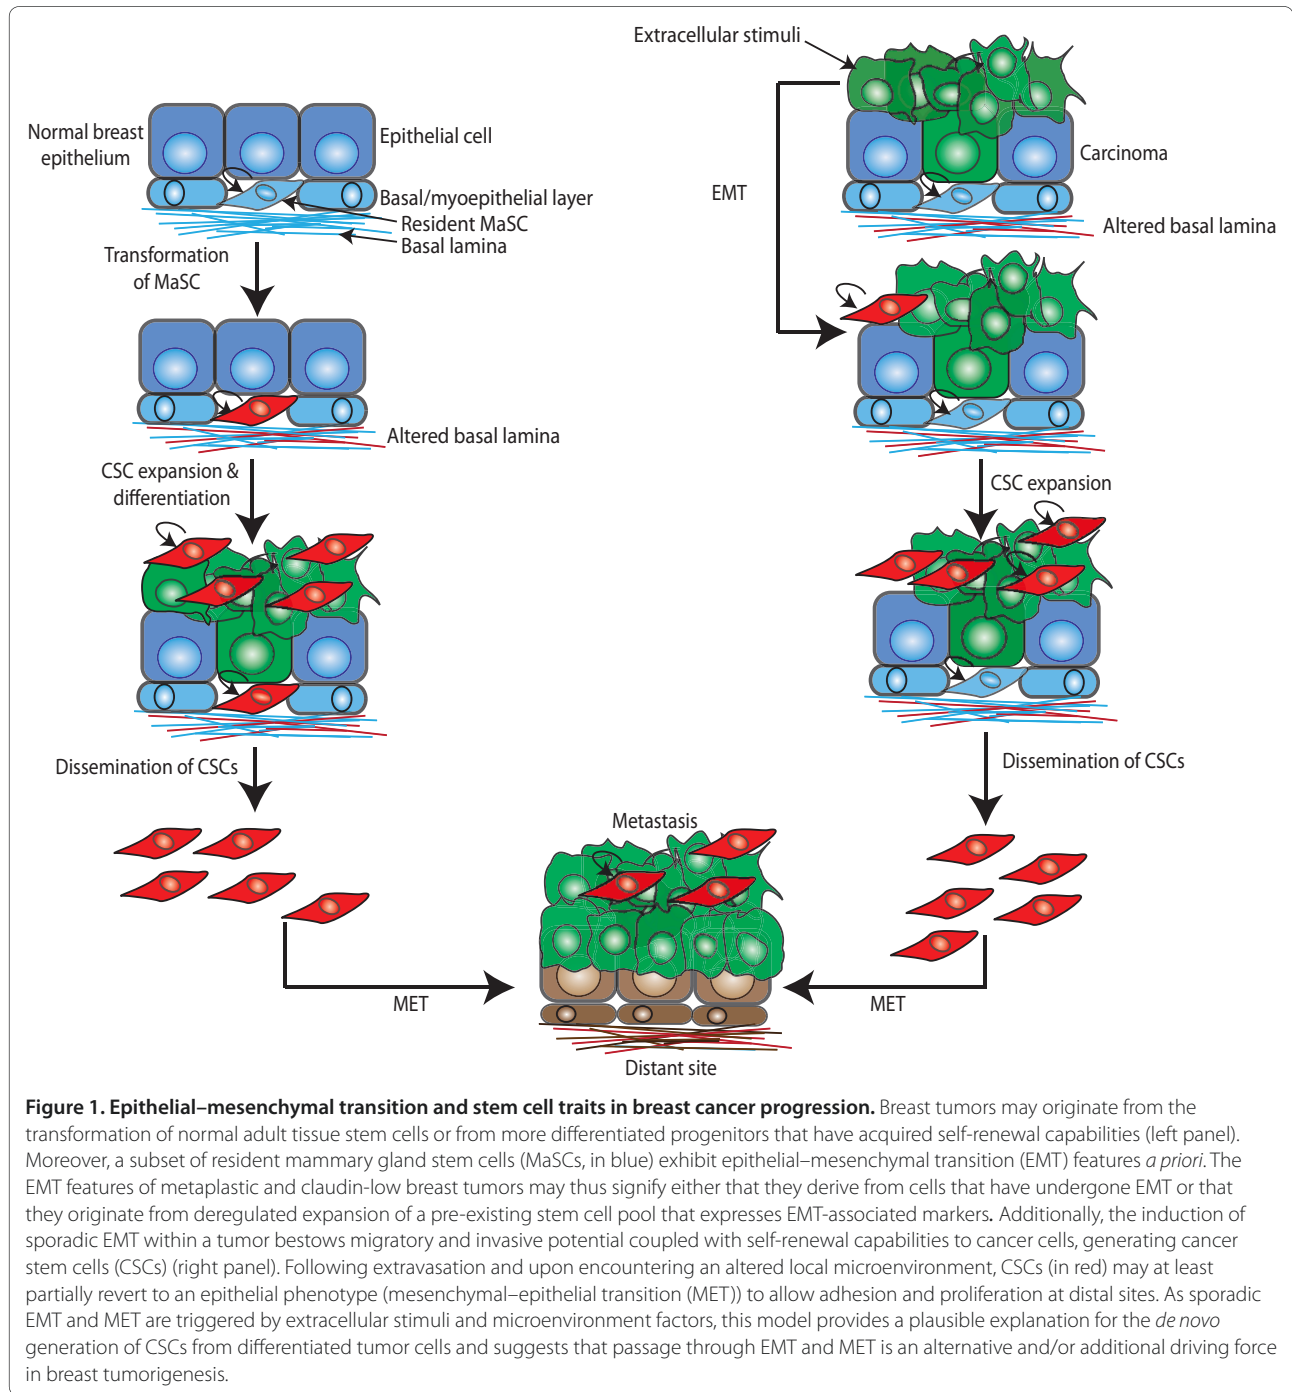 Extracellular stimuli
Normal breast
epithelium
Epithelial cell
Basal/myoepithelial layer
Resident MaSC
Basal lamina
Transformation
of MaSC
Altered basal lamina
CSC expansion &
differentiation
Dissemination of CSCs
MET
EMT
Carcinoma
Altered basal lamina
CSC expansion
Dissemination of CSCs
MET
Metastasis
Distant site
Figure 1. Epithelial–mesenchymal transition and stem cell traits in breast cancer progression. Breast tumors may originate from the
transformation of normal adult tissue stem cells or from more differentiated progenitors that have acquired self-renewal capabilities (left panel).
Moreover, a subset of resident mammary gland stem cells (MaSCs, in blue) exhibit epithelial–mesenchymal transition (EMT) features a priori. The
EMT features of metaplastic and claudin-low breast tumors may thus signify either that they derive from cells that have undergone EMT or that
they originate from deregulated expansion of a pre-existing stem cell pool that expresses EMT-associated markers. Additionally, the induction of
sporadic EMT within a tumor bestows migratory and invasive potential coupled with self-renewal capabilities to cancer cells, generating cancer
stem cells (CSCs) (right panel). Following extravasation and upon encountering an altered local microenvironment, CSCs (in red) may at least
partially revert to an epithelial phenotype (mesenchymal–epithelial transition (MET)) to allow adhesion and proliferation at distal sites. As sporadic
EMT and MET are triggered by extracellular stimuli and microenvironment factors, this model provides a plausible explanation for the de novo
generation of CSCs from differentiated tumor cells and suggests that passage through EMT and MET is an alternative and/or additional driving force
in breast tumorigenesis.